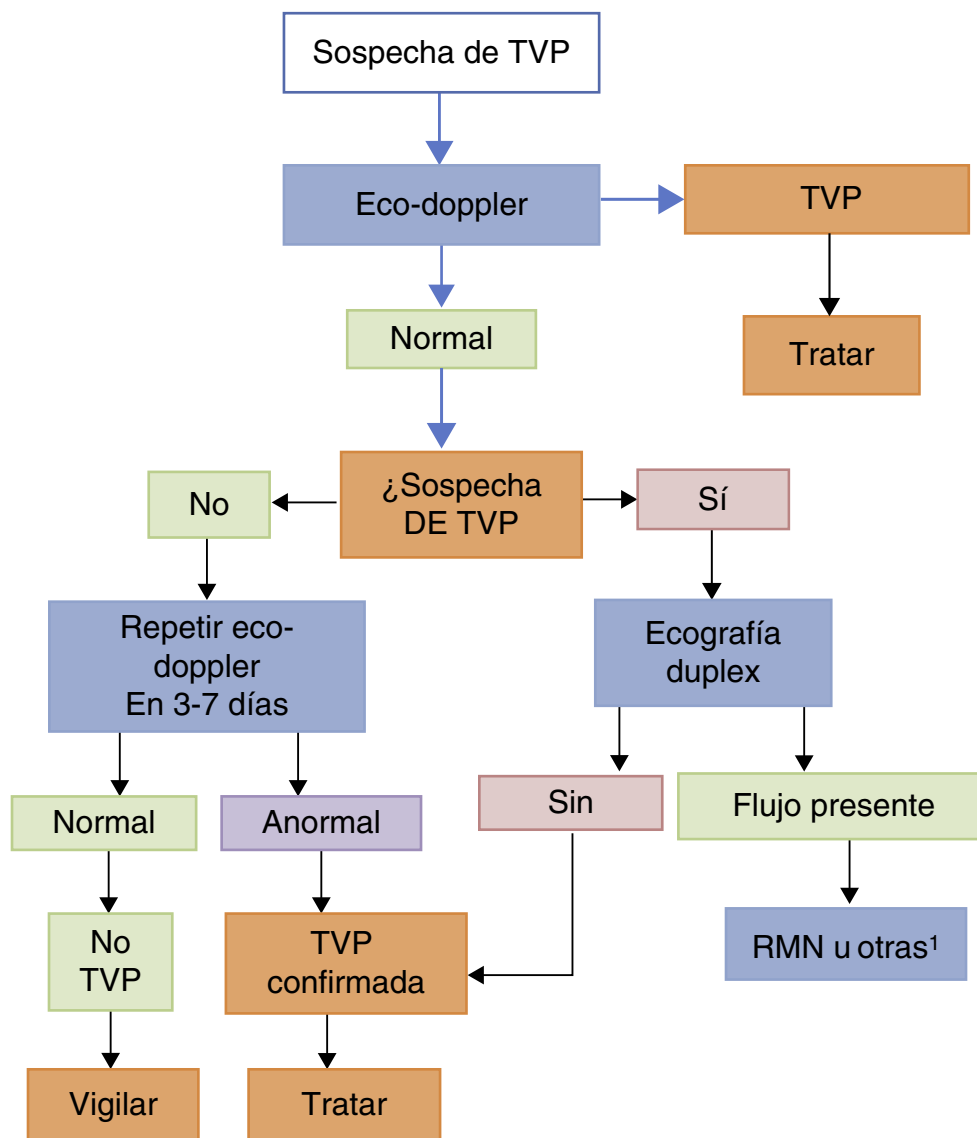 Sospecha de TVP
Eco-doppler
TVP
Normal
Tratar
No
¿Sospecha
DE TVP
Sí
Repetir eco-
doppler
En 3-7 días
Ecografía
duplex
Normal
Anormal
Sin
Flujo presente
No
TVP
TVP
confirmada
RMN u otras¹
Vigilar
Tratar